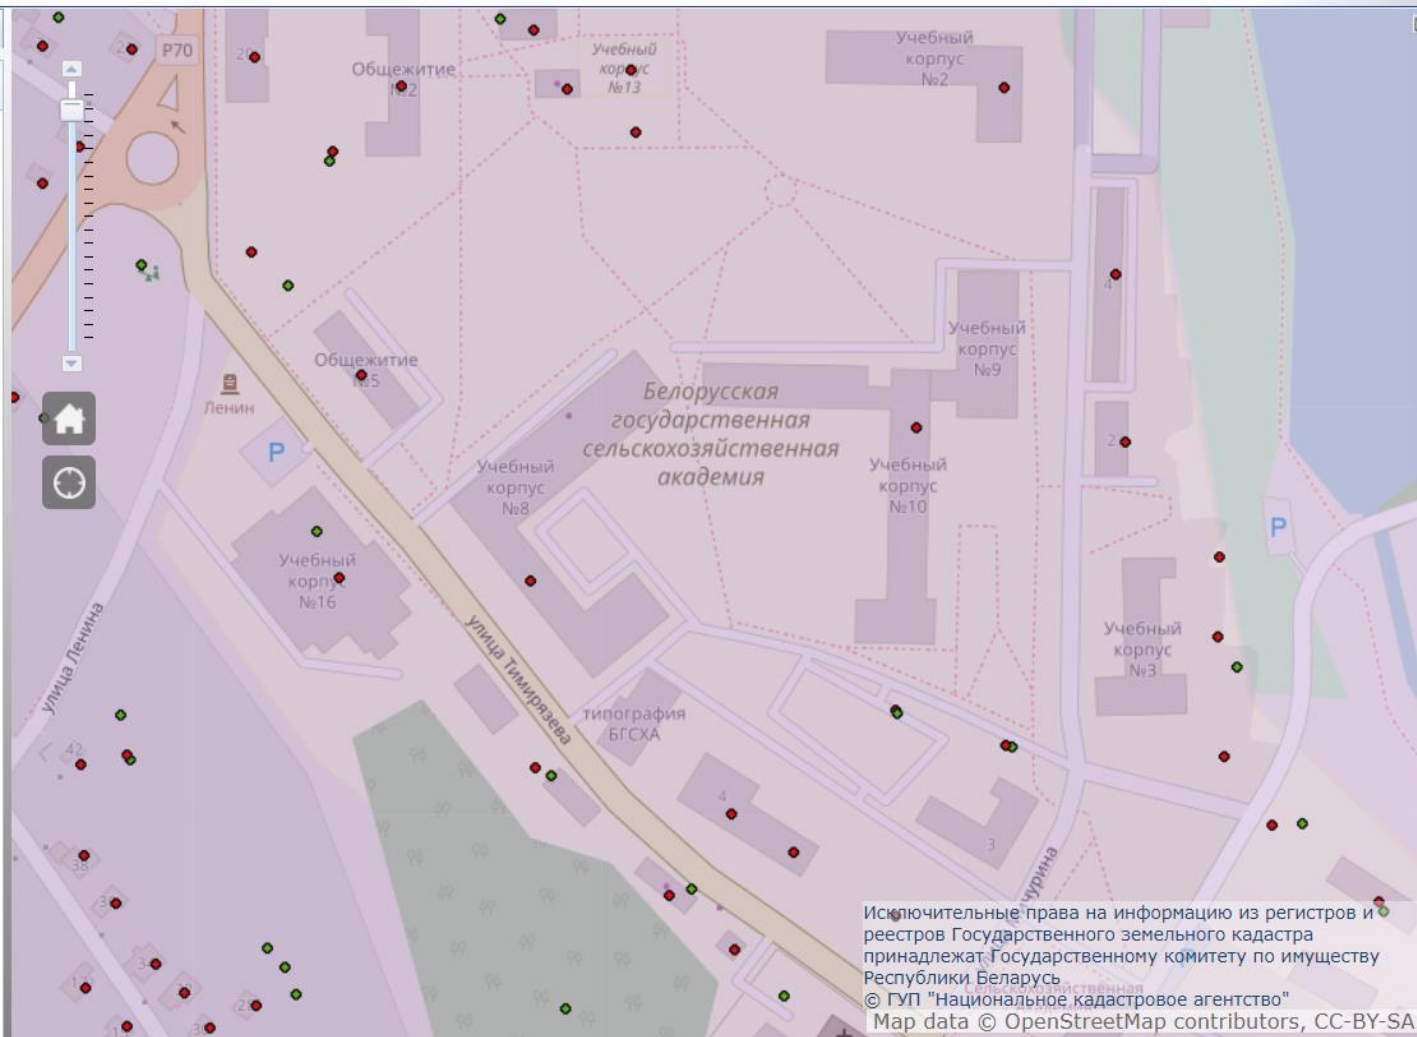 Р70
20
Общежитие
№2
Учебный
корпус
№13
Учебный
корпус
№2
4
Общежитие
№5
Ленин
P
Учебный
корпус
№8
Белорусская
государственная
сельскохозяйственная
академия
Учебный
корпус
№9
Учебный
корпус
№10
2
P
Учебный
корпус
№16
улица Ленина
улица Тимирязева
Учебный
корпус
№3
типография
БГСХА
42
4
3
38
28
Исключительные права на информацию из регистров и
реестров Государственного земельного кадастра
принадлежат Государственному комитету по имуществу
Республики Беларусь
© ГУП "Национальное кадастровое агентство"
Map data © OpenStreetMap contributors, CC-BY-SA